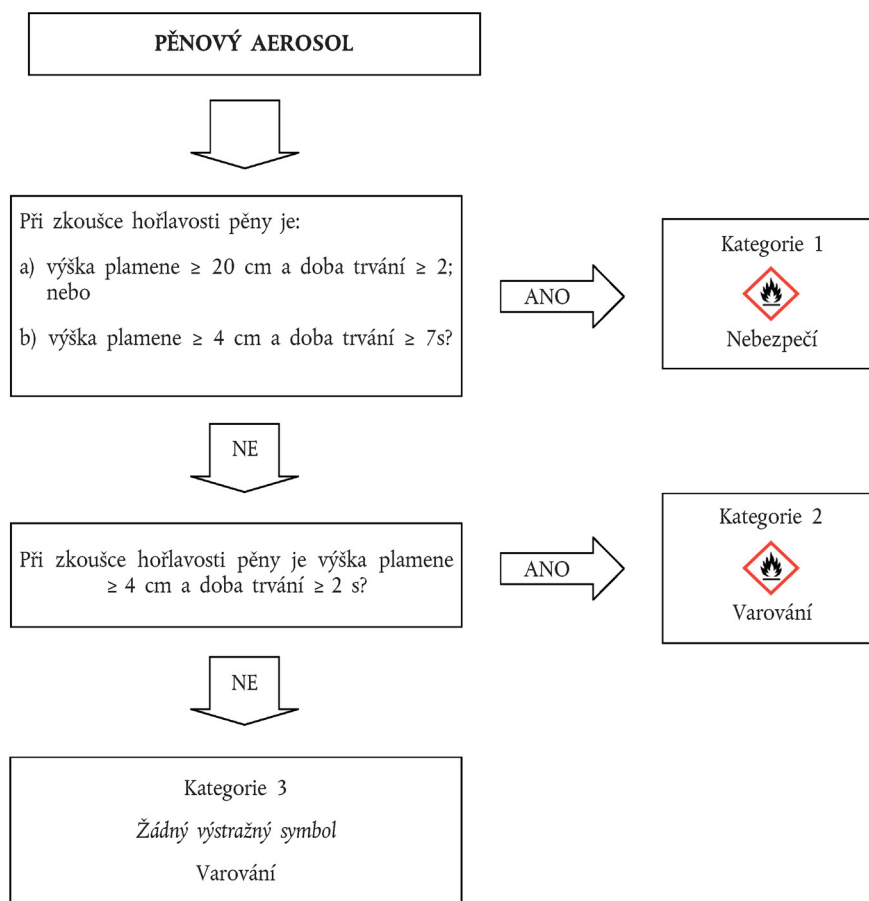 PĚNOVÝ AEROSOL
Při zkoušce hořlavosti pěny je:
a) výška plamene ≥ 20 cm a doba trvání ≥ 2;
nebo
b) výška plamene ≥ 4 cm a doba trvání ≥ 7s?
ANO
Kategorie 1
Nebezpečí
NE
Při zkoušce hořlavosti pěny je výška plamene
≥ 4 cm a doba trvání ≥ 2 s?
ANO
Kategorie 2
Varování
NE
Kategorie 3
Žádný výstražný symbol
Varování